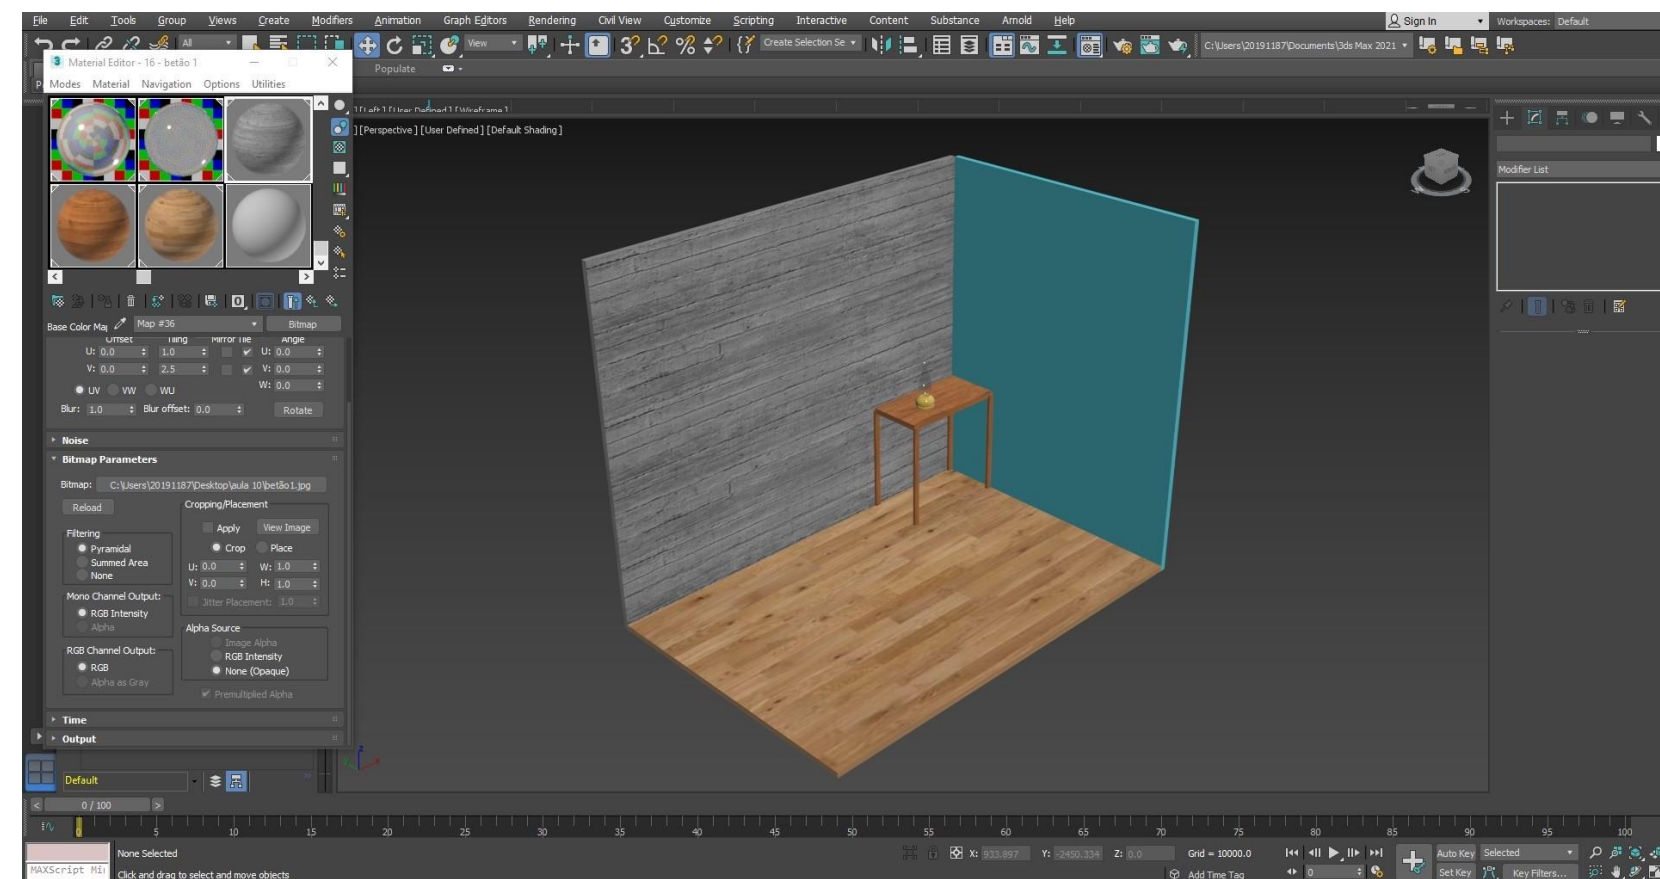 File Edit Tools Group Views Create Modifiers Animation Graph Editors Rendering Civil View Customize Scripting Interactive Content Substance Arnold Help Sign In Workspaces: Default
All View Create Selection Se C:\Users\20191187\Documents\3ds Max 2021
3 Material Editor - 16 - betão 1
Populate
Modes Material Navigation Options Utilities
] [Left ] [User Defined ] [Wireframe ]
] [Perspective ] [User Defined ] [Default Shading ]
Modifier List
Base Color Map Map #36 Bitmap
Offset Tiling Mirror Tile Angle
U: 0.0 1.0 U: 0.0
V: 0.0 2.5 V: 0.0
UV VW WU W: 0.0
Blur: 1.0 Blur offset: 0.0 Rotate
Noise
Bitmap Parameters
Bitmap: C:\Users\20191187\Desktop\aula 10\betão1.jpg
Reload Cropping/Placement
Apply View Image
Filtering
Pyramidal Crop Place
Summed Area U: 0.0 W: 1.0
None V: 0.0 H: 1.0
Mono Channel Output: Jitter Placement: 1.0
RGB Intensity
Alpha Alpha Source
Image Alpha
RGB Channel Output: RGB Intensity
RGB None (Opaque)
Alpha as Gray
Premultiplied Alpha
Time
Output
Default
0 / 100
0 5 10 15 20 25 30 35 40 45 50 55 60 65 70 75 80 85 90 95 100
None Selected X: 933.897 Y: -2450.334 Z: 0.0 Grid = 10000.0 Auto Key Selected
MAXScript Mi Click and drag to select and move objects Add Time Tag 0 Set Key Key Filters...